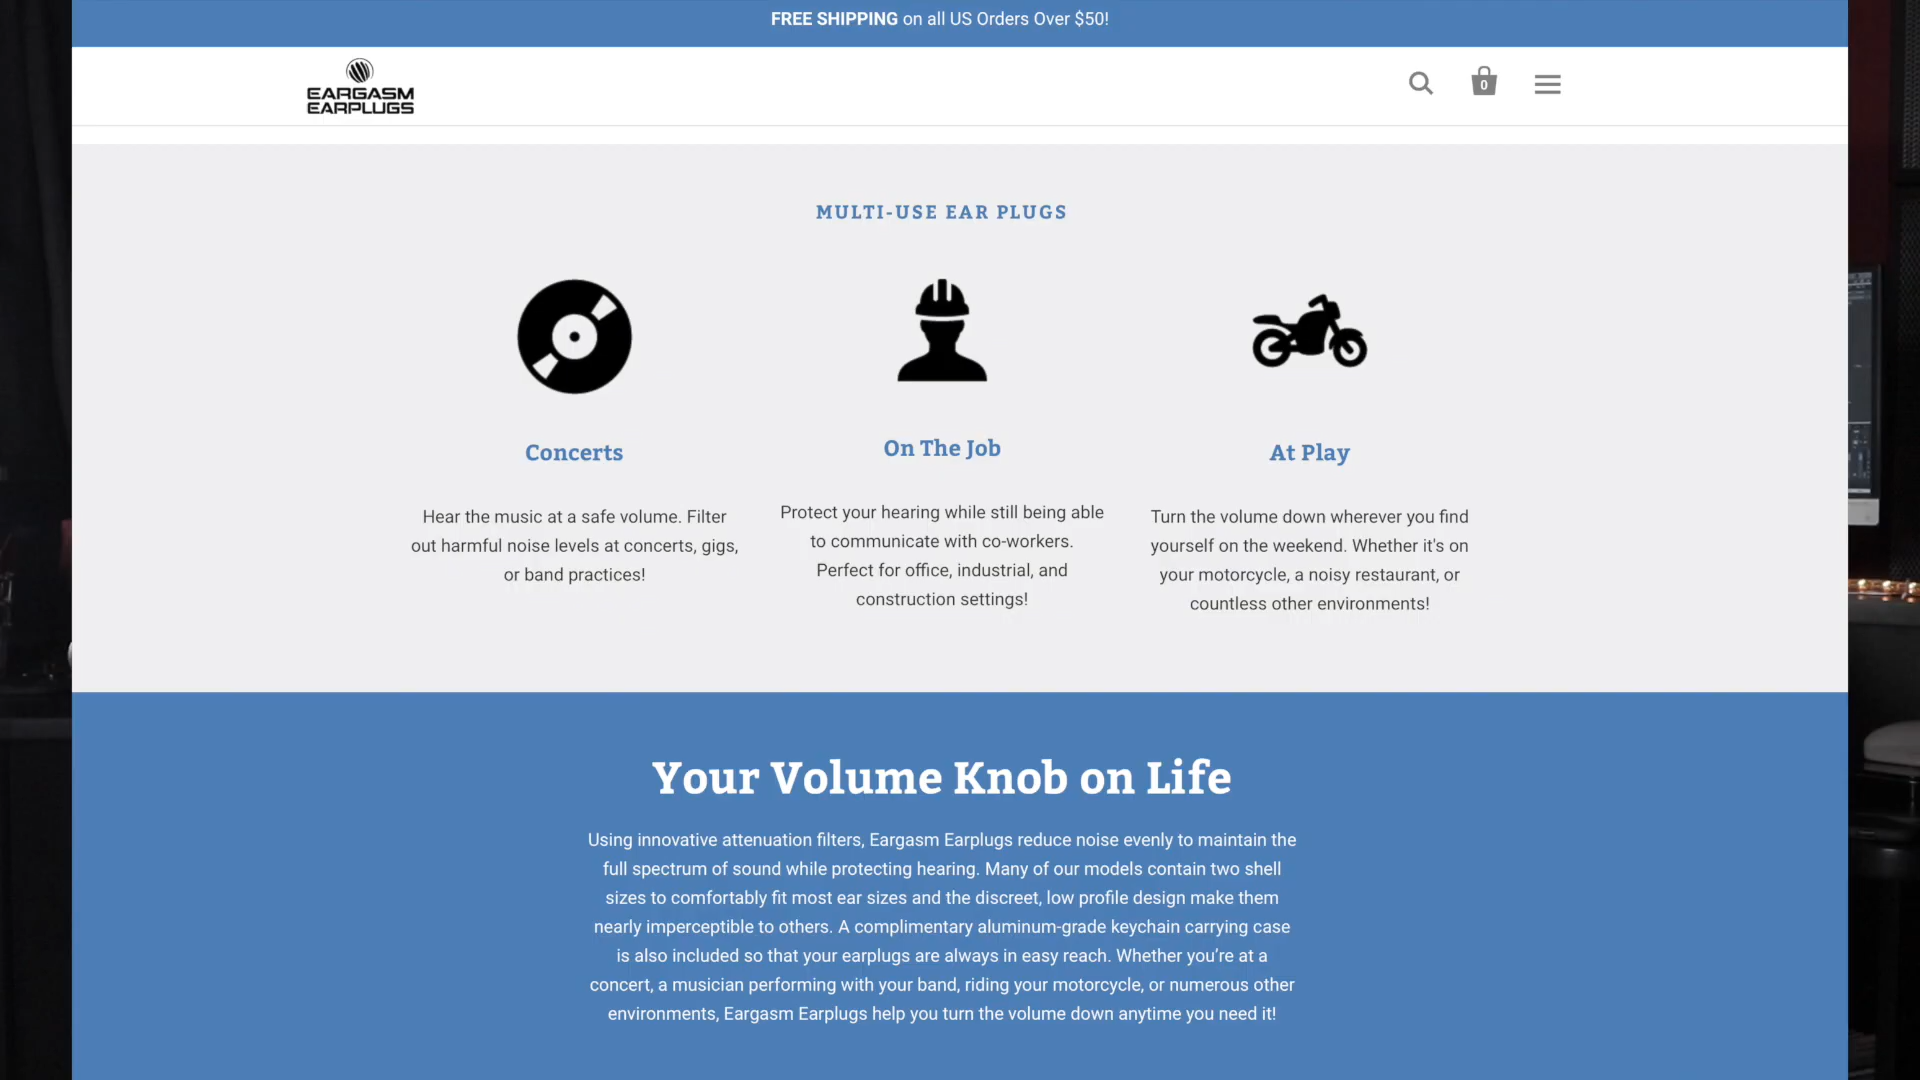 FREE SHIPPING on all US Orders Over $50!
EARGASM
EARPLUGS
0
MULTI-USE EAR PLUGS
Concerts
Hear the music at a safe volume. Filter
out harmful noise levels at concerts, gigs,
or band practices!
On The Job
Protect your hearing while still being able
to communicate with co-workers.
Perfect for office, industrial, and
construction settings!
At Play
Turn the volume down wherever you find
yourself on the weekend. Whether it's on
your motorcycle, a noisy restaurant, or
countless other environments!
Your Volume Knob on Life
Using innovative attenuation filters, Eargasm Earplugs reduce noise evenly to maintain the
full spectrum of sound while protecting hearing. Many of our models contain two shell
sizes to comfortably fit most ear sizes and the discreet, low profile design make them
nearly imperceptible to others. A complimentary aluminum-grade keychain carrying case
is also included so that your earplugs are always in easy reach. Whether you’re at a
concert, a musician performing with your band, riding your motorcycle, or numerous other
environments, Eargasm Earplugs help you turn the volume down anytime you need it!